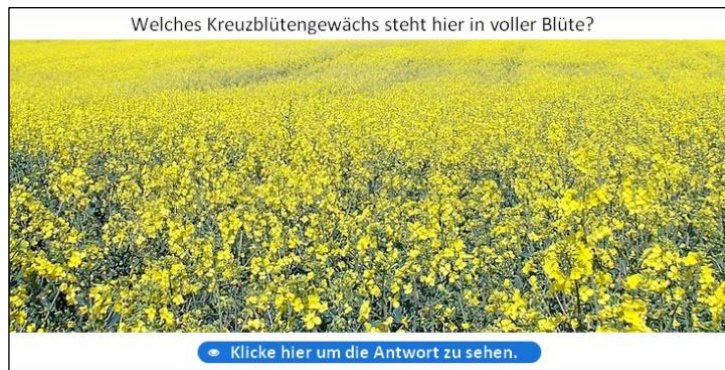 Welches Kreuzblütengewächs steht hier in voller Blüte?
Klicke hier um die Antwort zu sehen.